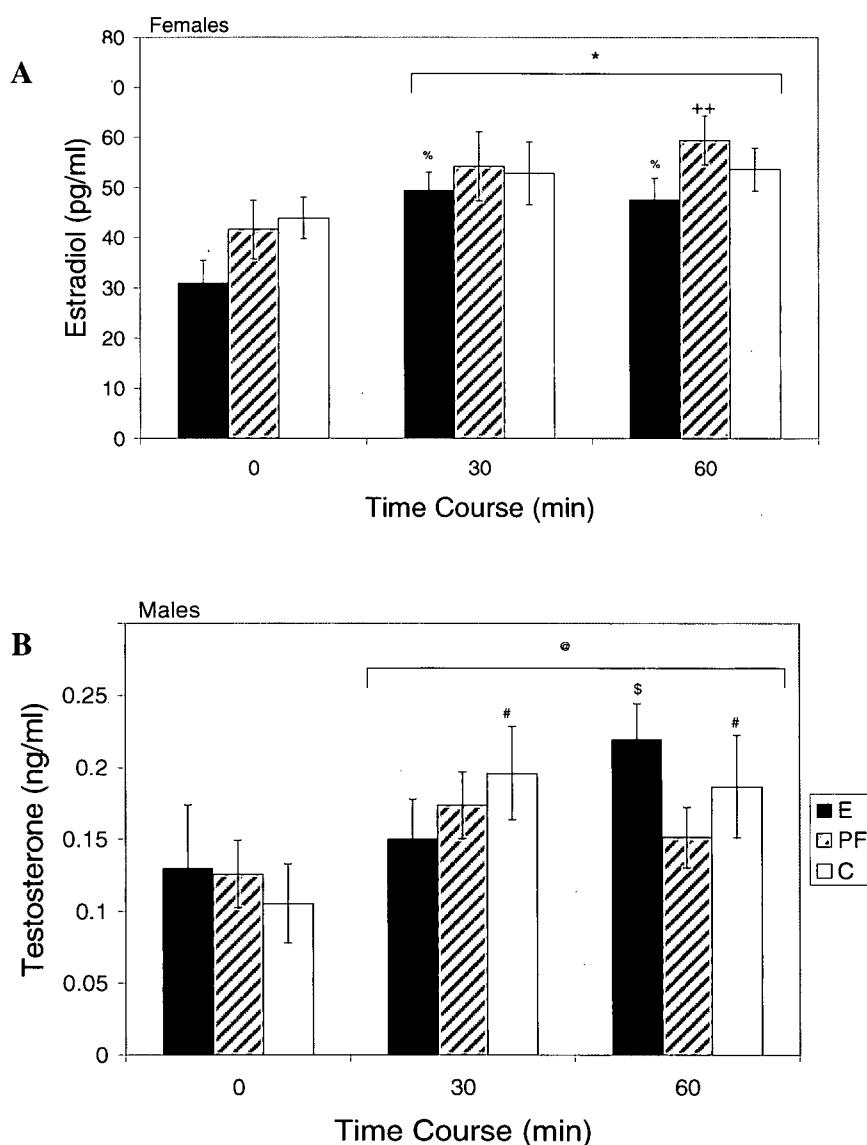 Females
A
80
0
60
50
40
30
20
10
0
*
%
%
++
Estradiol (pg/ml)
0 30 60
Time Course (min)
Males
B
0.25
0.2
0.15
0.1
0.05
0
@
#
$
#
Testosterone (ng/ml)
E
PF
C
0 30 60
Time Course (min)